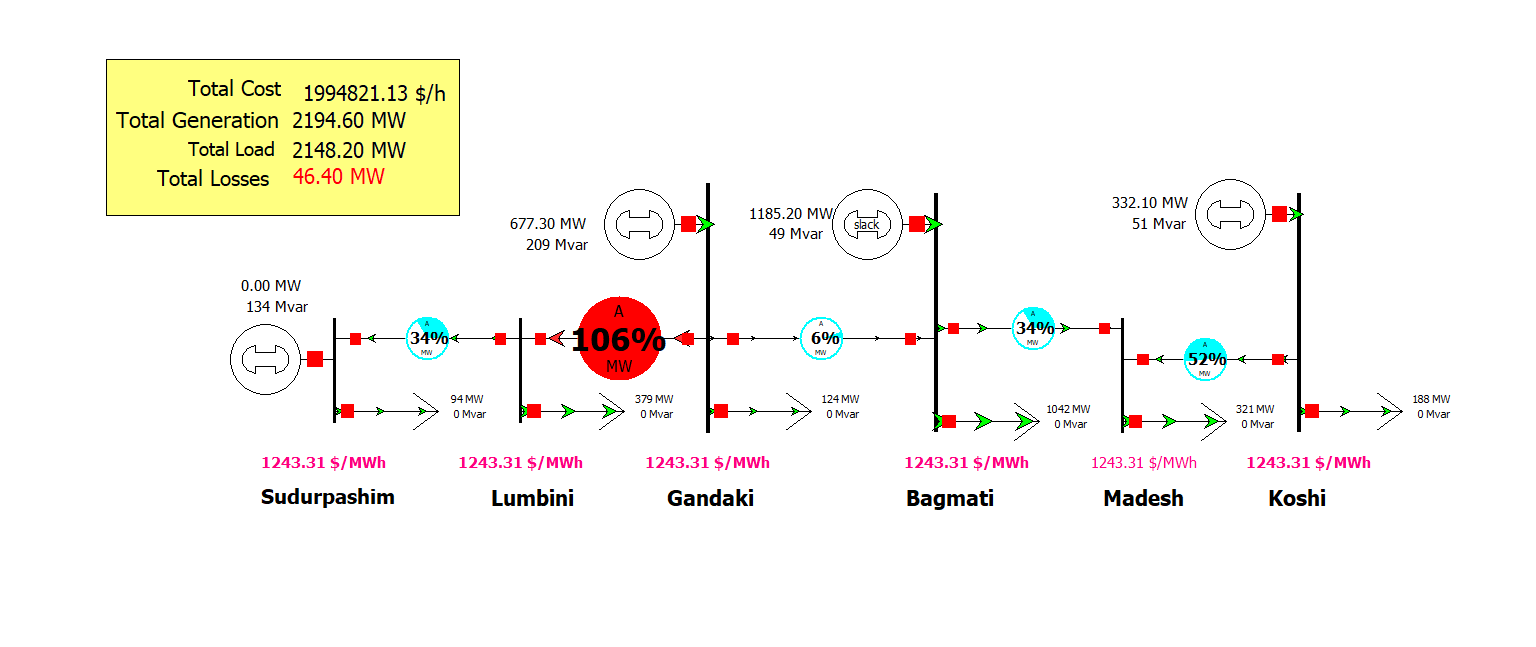 Total Cost 1994821.13 $/h
Total Generation 2194.60 MW
Total Load 2148.20 MW
Total Losses 46.40 MW
677.30 MW
209 Mvar
1185.20 MW
49 Mvar
slack
332.10 MW
51 Mvar
0.00 MW
134 Mvar
A
34%
MW
A
106%
MW
A
6%
MW
A
34%
MW
A
52%
MW
94 MW
0 Mvar
379 MW
0 Mvar
124 MW
0 Mvar
1042 MW
0 Mvar
321 MW
0 Mvar
188 MW
0 Mvar
1243.31 $/MWh
1243.31 $/MWh
1243.31 $/MWh
1243.31 $/MWh
1243.31 $/MWh
1243.31 $/MWh
Sudurpashim
Lumbini
Gandaki
Bagmati
Madesh
Koshi